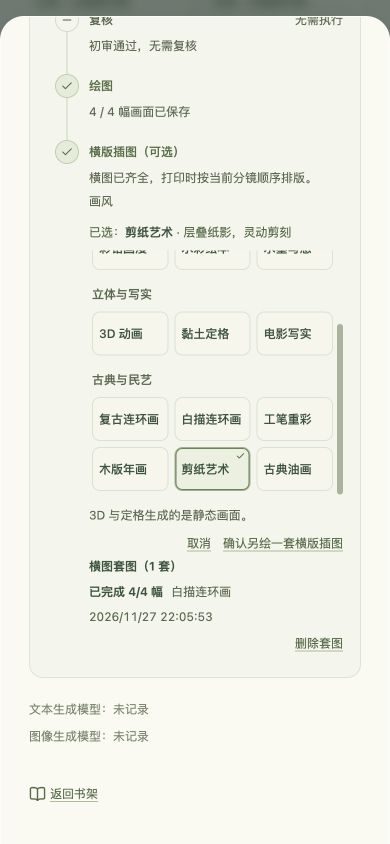 复核 无需执行
初审通过，无需复核
绘图
4 / 4 幅画面已保存
横版插图（可选）
横图已齐全，打印时按当前分镜顺序排版。
画风
已选：剪纸艺术 · 层叠纸影，灵动剪刻
立体与写实
3D 动画 黏土定格 电影写实
古典与民艺
复古连环画 白描连环画 工笔重彩
木版年画 剪纸艺术 古典油画
3D 与定格生成的是静态画面。
取消 确认另绘一套横版插图
横图套图（1 套）
已完成 4/4 幅 白描连环画
2026/11/27 22:05:53
删除套图
文本生成模型：未记录
图像生成模型：未记录
返回书架